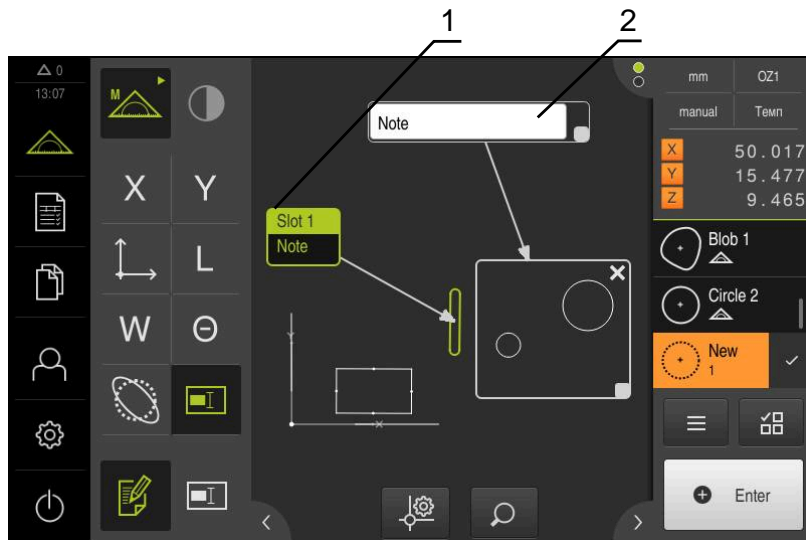 1 2
0
13:07
M
X Y
L
W Θ
Note
Slot 1
Note
Y
X
mm OZ1
manual Темп
X 50.017
Y 15.477
Z 9.465
Blob 1
Circle 2
New
1
Enter